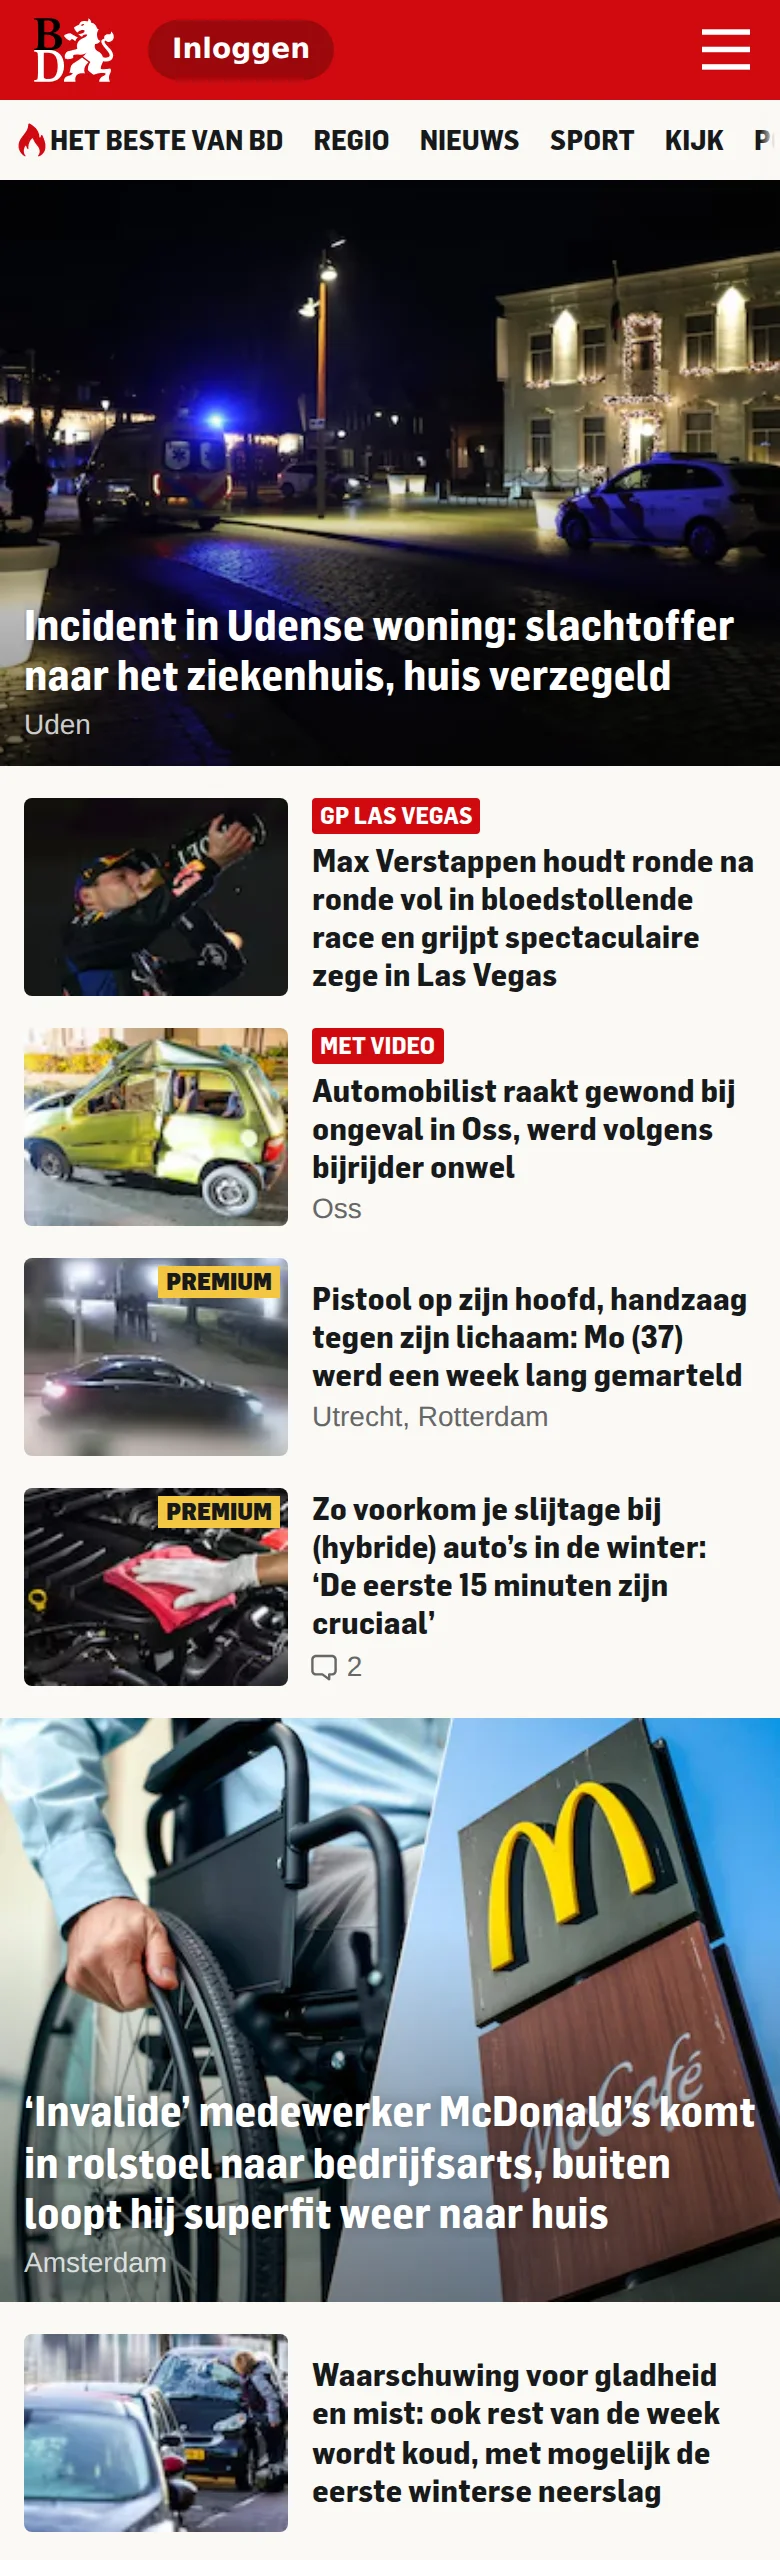 BD
Inloggen
HET BESTE VAN BD REGIO NIEUWS SPORT KIJK
Incident in Udense woning: slachtoffer
naar het ziekenhuis, huis verzegeld
Uden
GP LAS VEGAS
Max Verstappen houdt ronde na
ronde vol in bloedstollende
race en grijpt spectaculaire
zege in Las Vegas
MET VIDEO
Automobilist raakt gewond bij
ongeval in Oss, werd volgens
bijrijder onwel
Oss
PREMIUM
Pistool op zijn hoofd, handzaag
tegen zijn lichaam: Mo (37)
werd een week lang gemarteld
Utrecht, Rotterdam
PREMIUM
Zo voorkom je slijtage bij
(hybride) auto’s in de winter:
‘De eerste 15 minuten zijn
cruciaal’
2
McCafé
‘Invalide’ medewerker McDonald’s komt
in rolstoel naar bedrijfsarts, buiten
loopt hij superfit weer naar huis
Amsterdam
Waarschuwing voor gladheid
en mist: ook rest van de week
wordt koud, met mogelijk de
eerste winterse neerslag